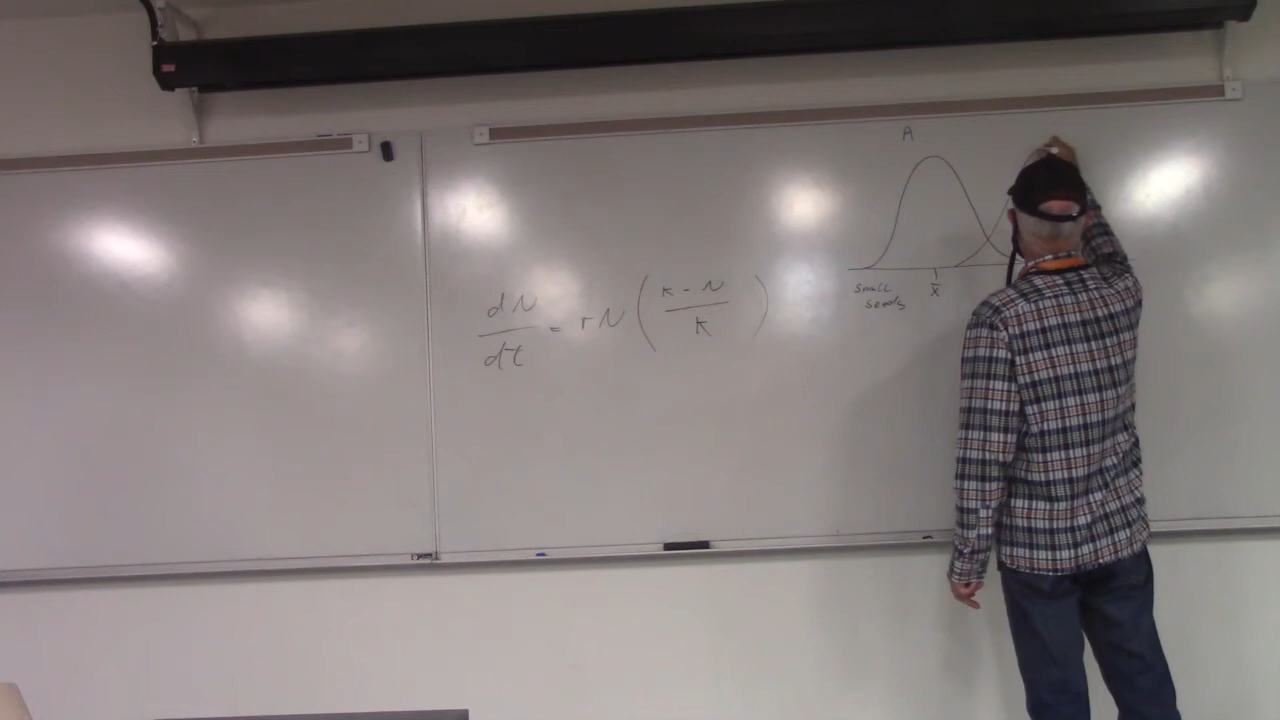 dN/dt = rN (K - N / K)
A
small
seeds
x̄